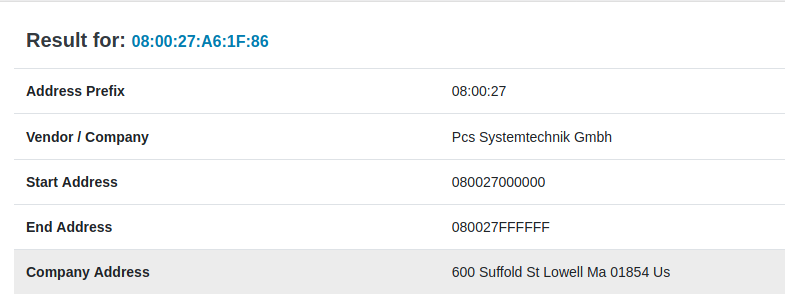 Result for: 08:00:27:A6:1F:86
Address Prefix 08:00:27
Vendor / Company Pcs Systemtechnik Gmbh
Start Address 080027000000
End Address 080027FFFFFF
Company Address 600 Suffold St Lowell Ma 01854 Us